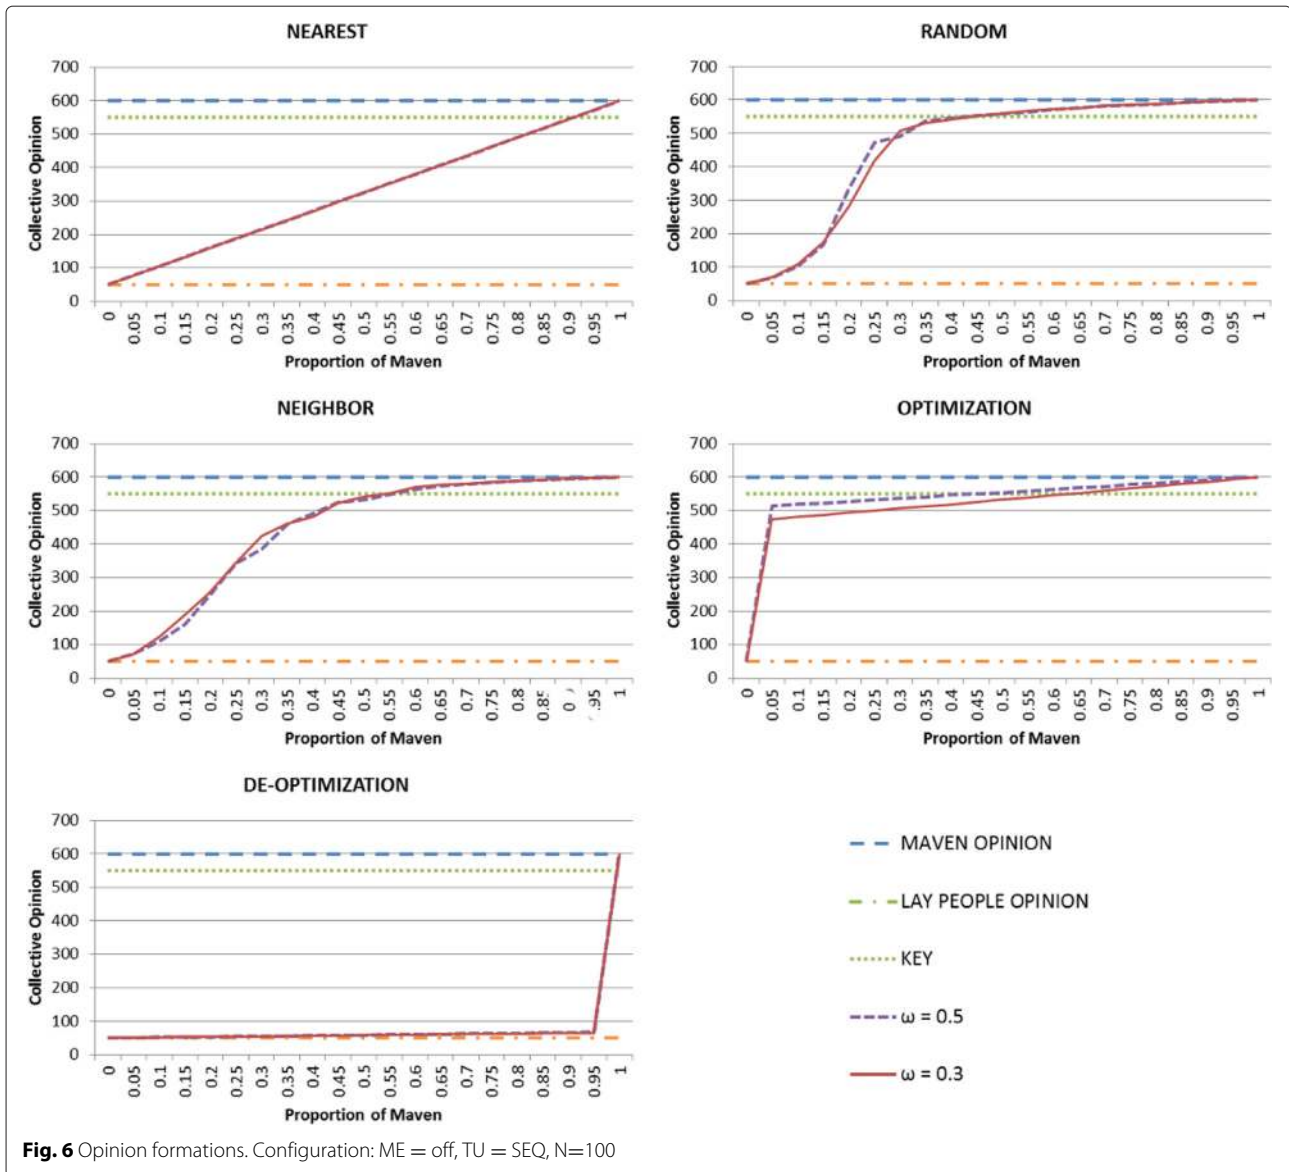 NEAREST
700
600
500
400
300
200
100
0
Collective Opinion
0 0.05 0.1 0.15 0.2 0.25 0.3 0.35 0.4 0.45 0.5 0.55 0.6 0.65 0.7 0.75 0.8 0.85 0.9 0.95 1
Proportion of Maven
RANDOM
700
600
500
400
300
200
100
0
Collective Opinion
0 0.05 0.1 0.15 0.2 0.25 0.3 0.35 0.4 0.45 0.5 0.55 0.6 0.65 0.7 0.75 0.8 0.85 0.9 0.95 1
Proportion of Maven
NEIGHBOR
700
600
500
400
300
200
100
0
Collective Opinion
0 0.05 0.1 0.15 0.2 0.25 0.3 0.35 0.4 0.45 0.5 0.55 0.6 0.65 0.7 0.75 0.8 0.85 .95 1
Proportion of Maven
OPTIMIZATION
700
600
500
400
300
200
100
0
Collective Opinion
0 0.05 0.1 0.15 0.2 0.25 0.3 0.35 0.4 0.45 0.5 0.55 0.6 0.65 0.7 0.75 0.8 0.85 0.9 0.95 1
Proportion of Maven
DE-OPTIMIZATION
700
600
500
400
300
200
100
0
Collective Opinion
0 0.05 0.1 0.15 0.2 0.25 0.3 0.35 0.4 0.45 0.5 0.55 0.6 0.65 0.7 0.75 0.8 0.85 0.9 0.95 1
Proportion of Maven
MAVEN OPINION
LAY PEOPLE OPINION
KEY
ω = 0.5
ω = 0.3
Fig. 6 Opinion formations. Configuration: ME = off, TU = SEQ, N=100